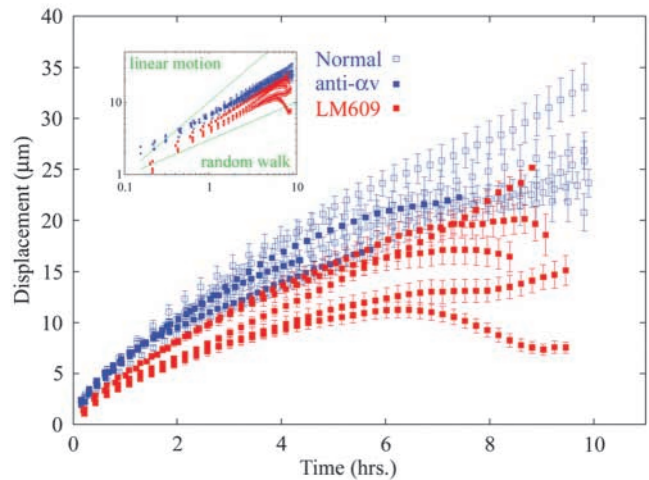 40
35
30
25
20
15
10
5
0
0
2
4
6
8
10
Displacement (μm)
Time (hrs.)
Normal
anti-αv
LM609
linear motion
random walk
10
1
0.1
1
10